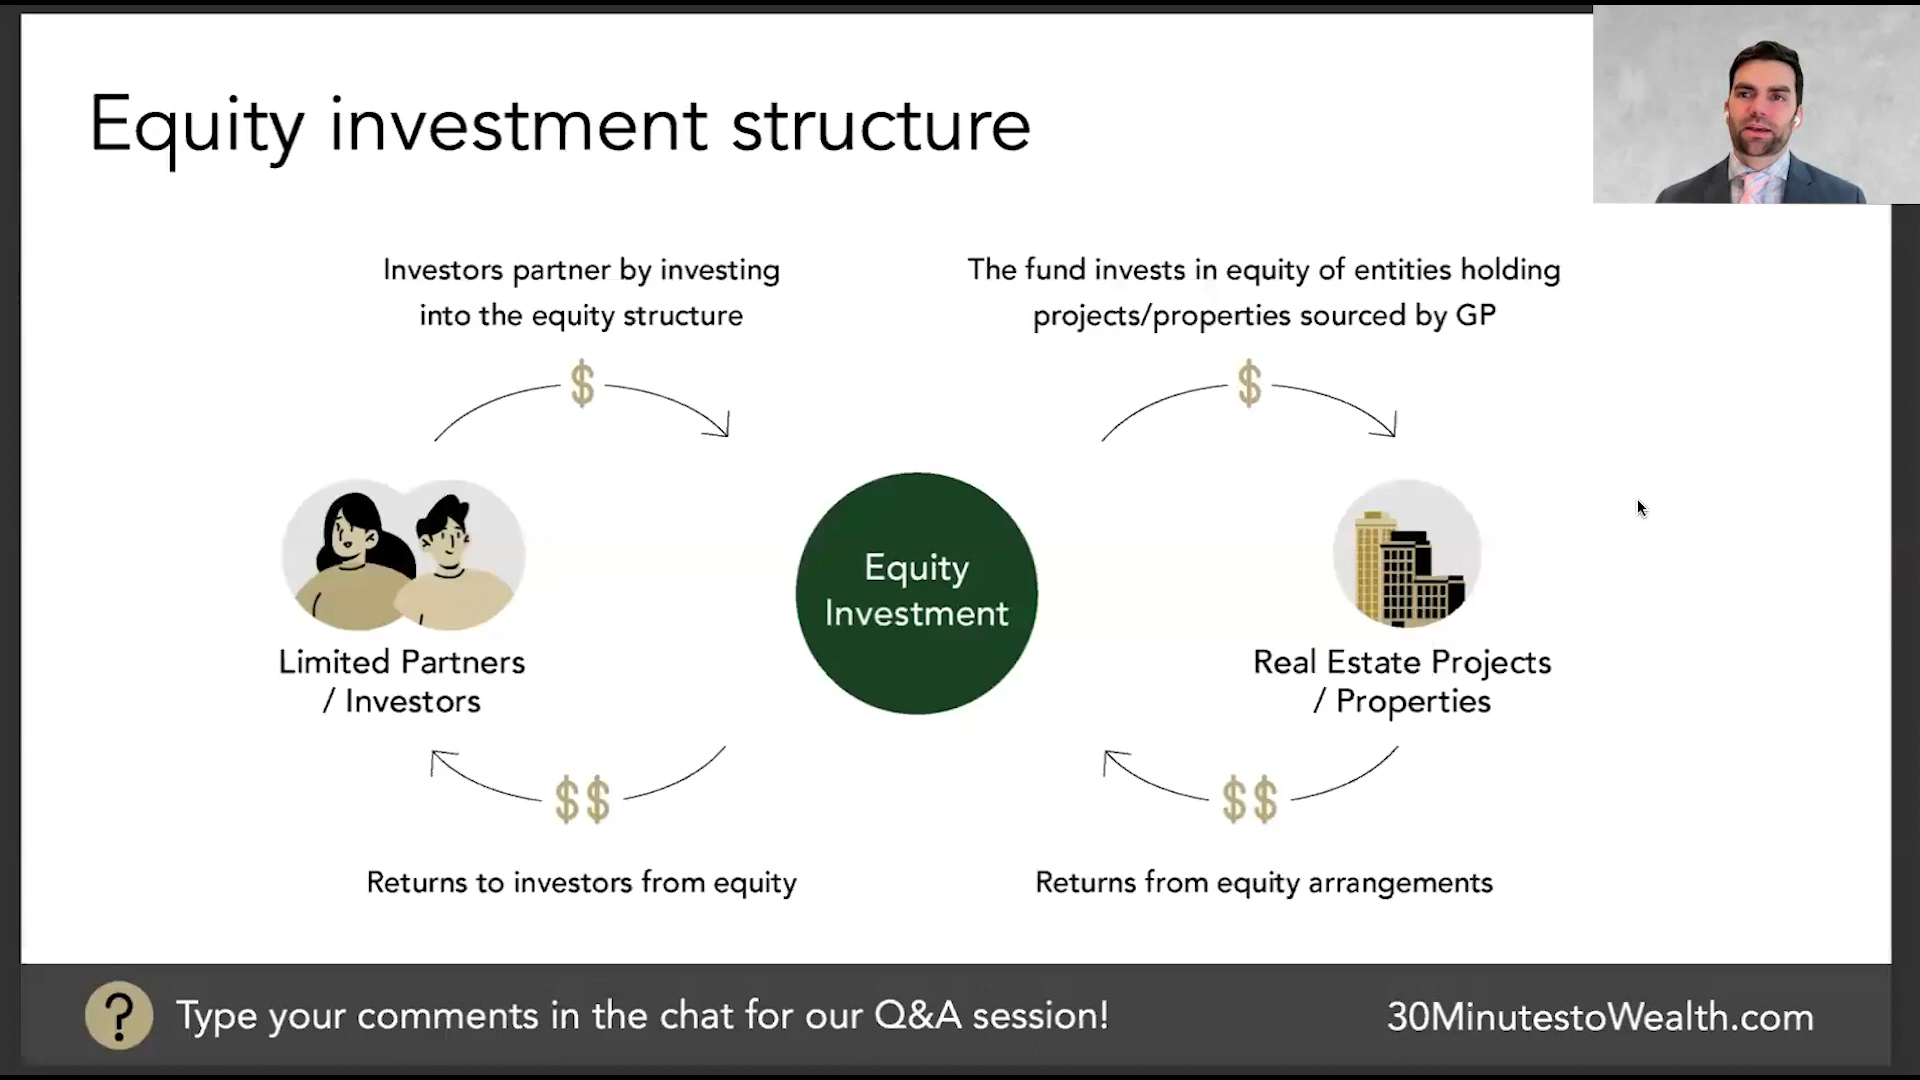 Equity investment structure
Investors partner by investing
into the equity structure
The fund invests in equity of entities holding
projects/properties sourced by GP
$
$
Equity
Investment
Limited Partners
/ Investors
Real Estate Projects
/ Properties
$$
$$
Returns to investors from equity
Returns from equity arrangements
? Type your comments in the chat for our Q&A session!
30MinutestoWealth.com